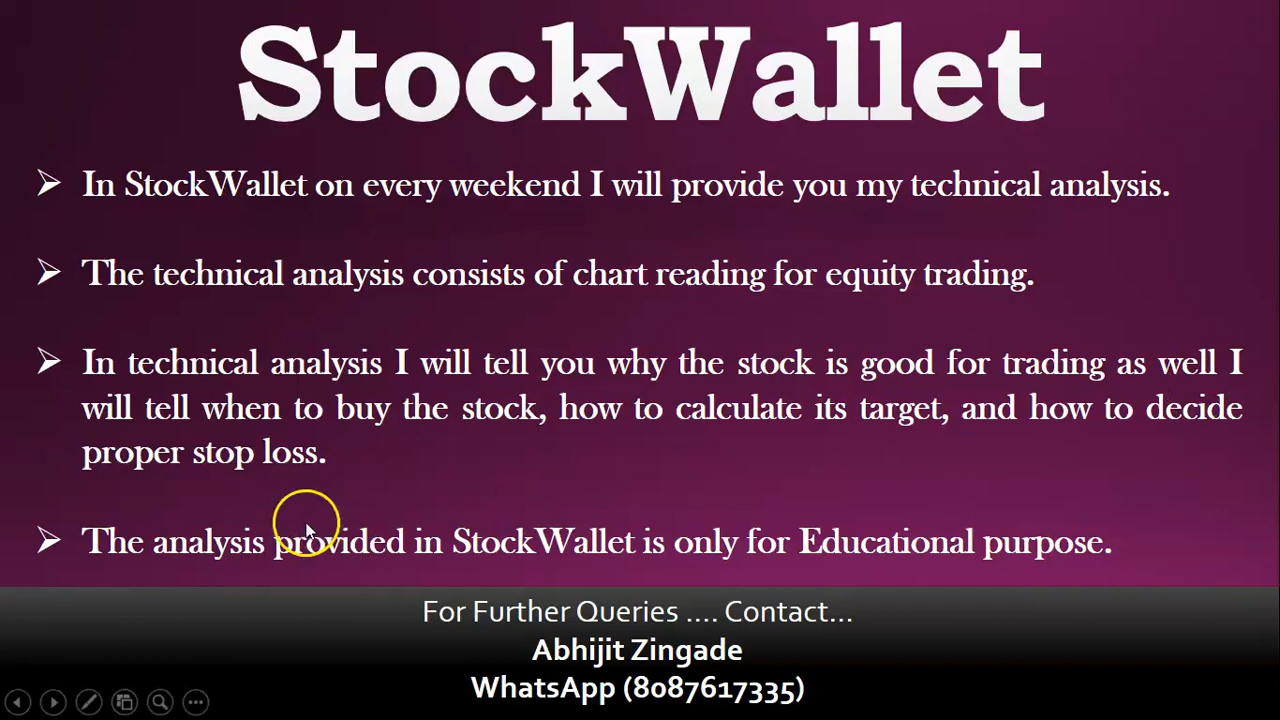 StockWallet
In StockWallet on every weekend I will provide you my technical analysis.
The technical analysis consists of chart reading for equity trading.
In technical analysis I will tell you why the stock is good for trading as well I
will tell when to buy the stock, how to calculate its target, and how to decide
proper stop loss.
The analysis provided in StockWallet is only for Educational purpose.
For Further Queries .... Contact...
Abhijit Zingade
WhatsApp (8087617335)